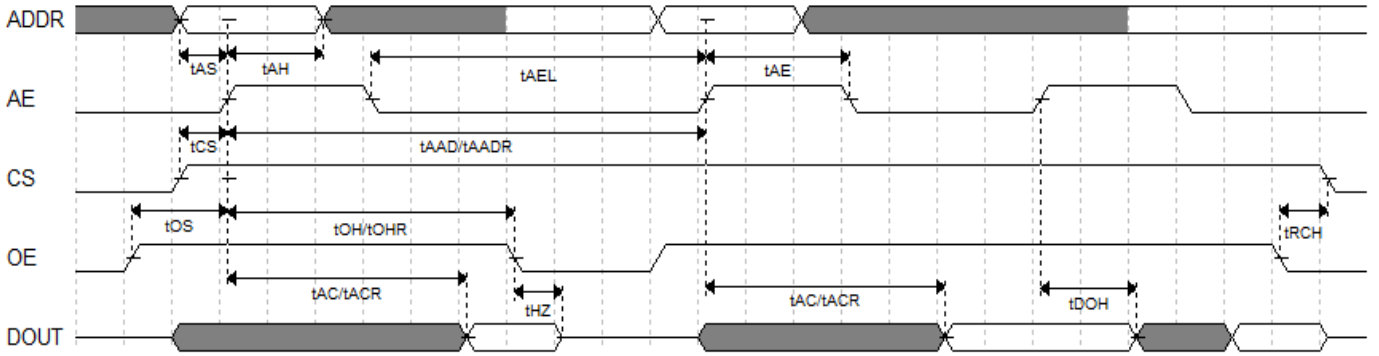 ADDR
tAS
tAH
tAEL
tAE
AE
tCS
tAAD/tAADR
CS
tOS
tOH/tOHR
tRCH
OE
tAC/tACR
tHZ
tAC/tACR
tDOH
DOUT